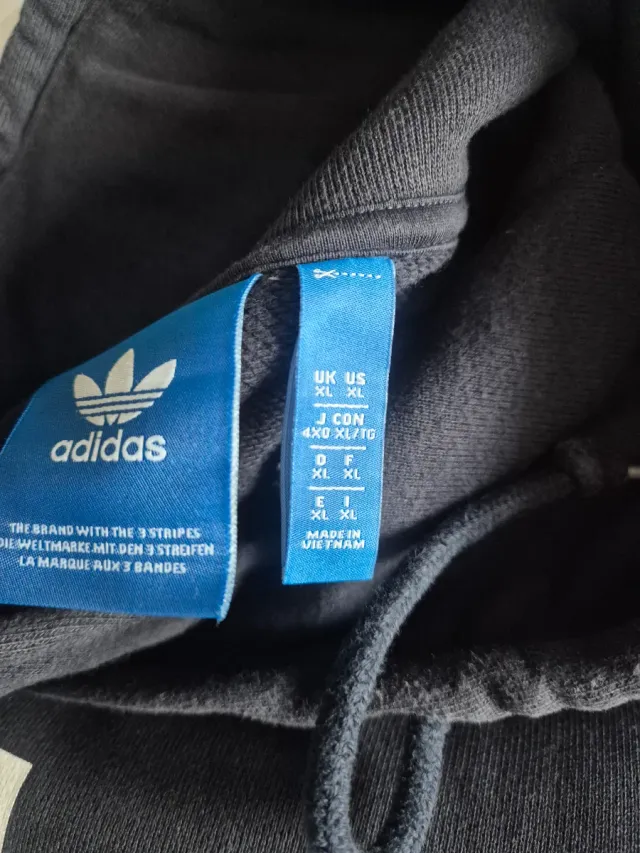 adidas
THE BRAND WITH THE 3 STRIPES
DIE WELTMARKE MIT DEN 3 STREIFEN
LA MARQUE AUX 3 BANDES
UK US
XL XL
J CON
4XO XL/TG
D F
XL XL
E I
XL XL
MADE IN
VIETNAM